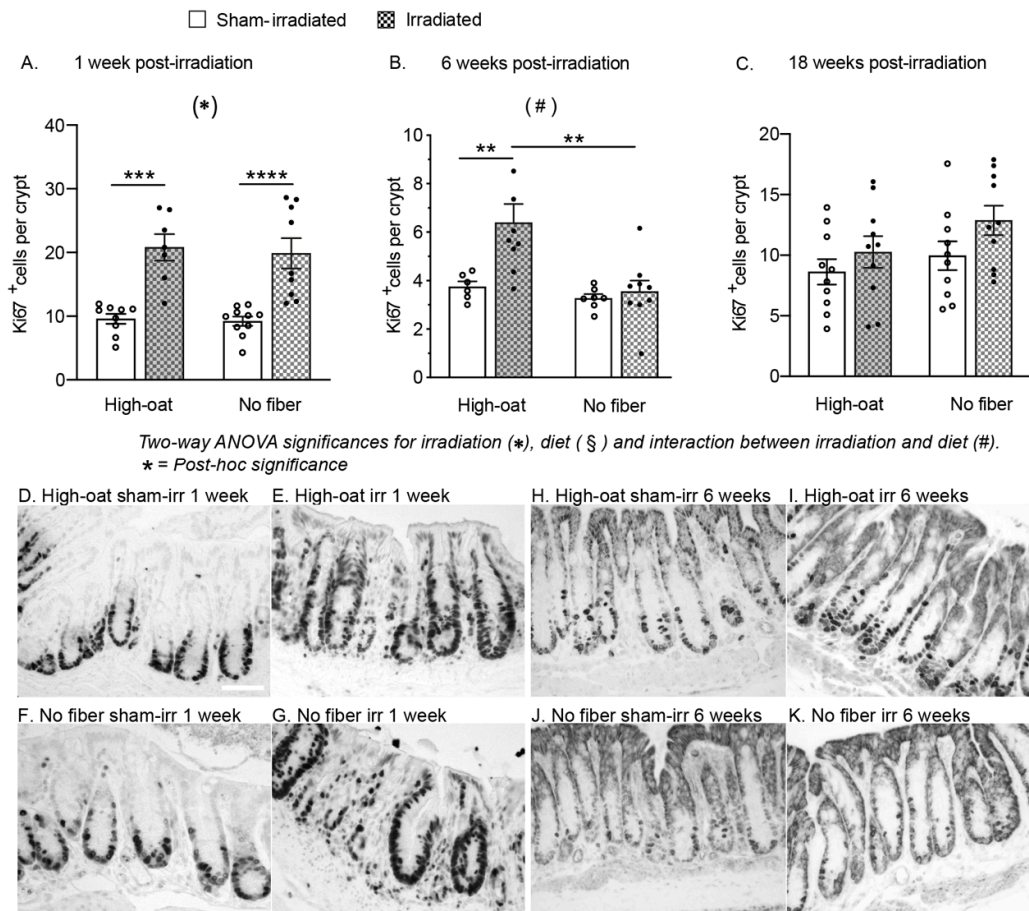 Sham-irradiated Irradiated
A. 1 week post-irradiation B. 6 weeks post-irradiation C. 18 weeks post-irradiation
(*) (#)
Ki67 +cells per crypt
40
30
20
10
0
*** ****
High-oat No fiber
Ki67 +cells per crypt
10
8
6
4
2
0
** **
High-oat No fiber
Ki67 +cells per crypt
20
15
10
5
0
High-oat No fiber
Two-way ANOVA significances for irradiation (*), diet ( § ) and interaction between irradiation and diet (#).
* = Post-hoc significance
D. High-oat sham-irr 1 week E. High-oat irr 1 week H. High-oat sham-irr 6 weeks I. High-oat irr 6 weeks
F. No fiber sham-irr 1 week G. No fiber irr 1 week J. No fiber sham-irr 6 weeks K. No fiber irr 6 weeks